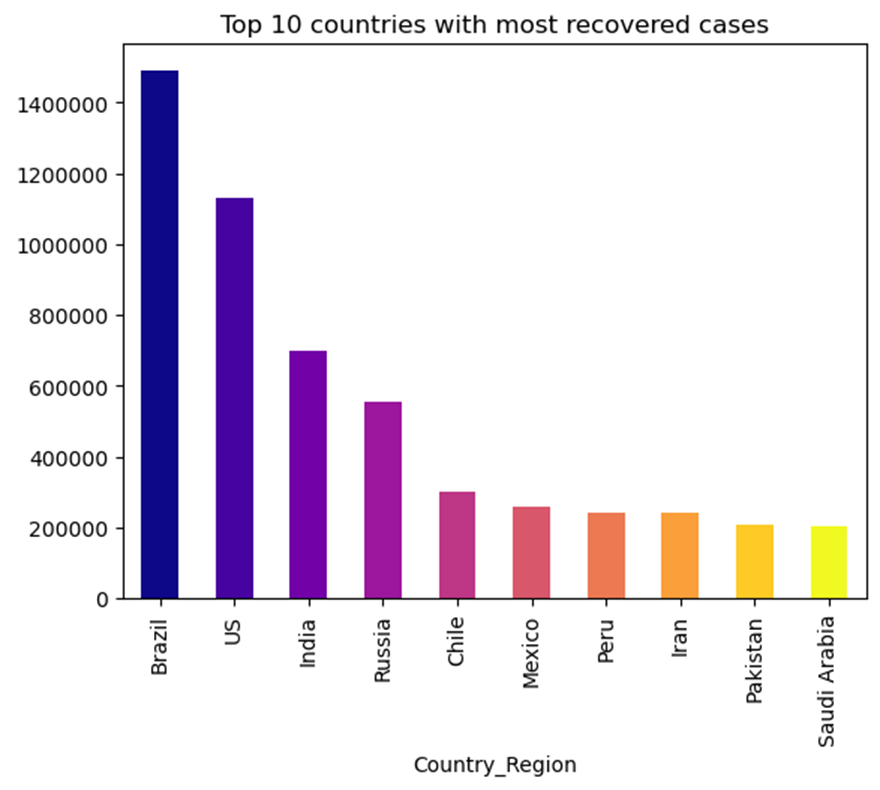 Top 10 countries with most recovered cases
1400000
1200000
1000000
800000
600000
400000
200000
0
Brazil
US
India
Russia
Chile
Mexico
Peru
Iran
Pakistan
Saudi Arabia
Country_Region